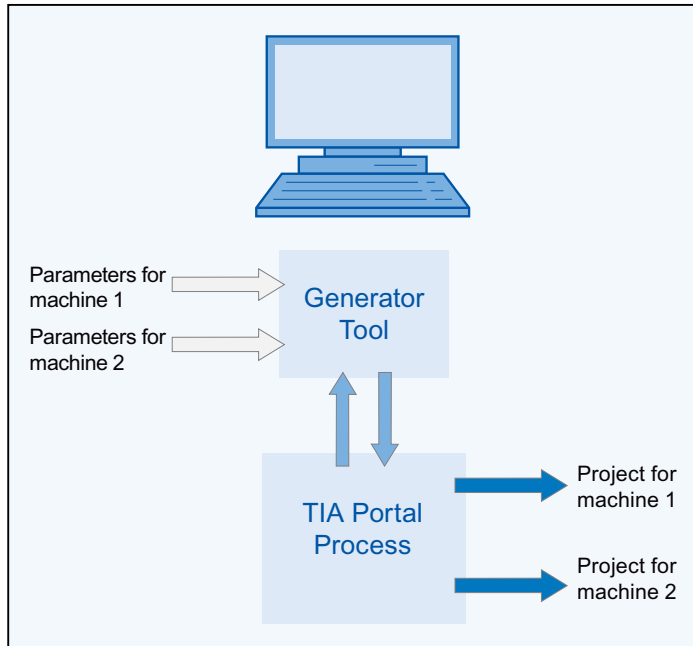 Parameters for
machine 1
Generator
Tool
Parameters for
machine 2
TIA Portal
Process
Project for
machine 1
Project for
machine 2